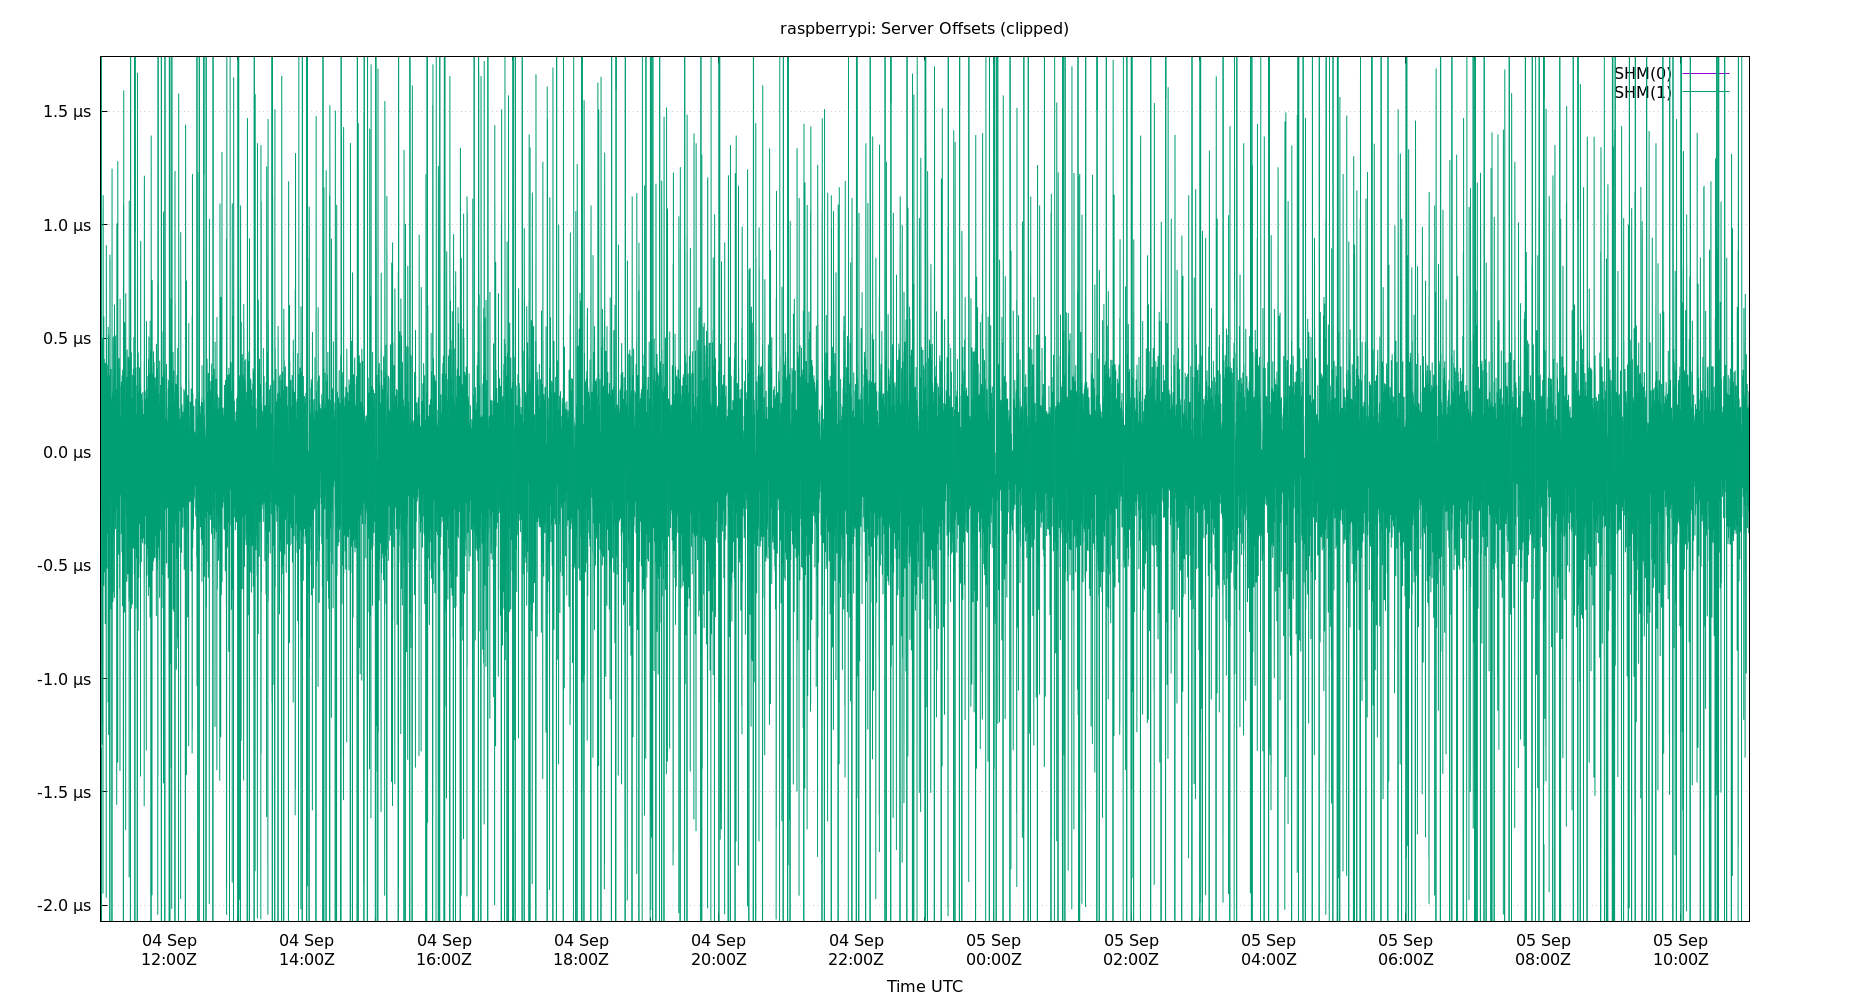 raspberrypi: Server Offsets (clipped)
SHM(0)
SHM(1)
1.5 µs
1.0 µs
0.5 µs
0.0 µs
-0.5 µs
-1.0 µs
-1.5 µs
-2.0 µs
04 Sep 04 Sep 04 Sep 04 Sep 04 Sep 04 Sep 05 Sep 05 Sep 05 Sep 05 Sep 05 Sep 05 Sep
12:00Z 14:00Z 16:00Z 18:00Z 20:00Z 22:00Z 00:00Z 02:00Z 04:00Z 06:00Z 08:00Z 10:00Z
Time UTC